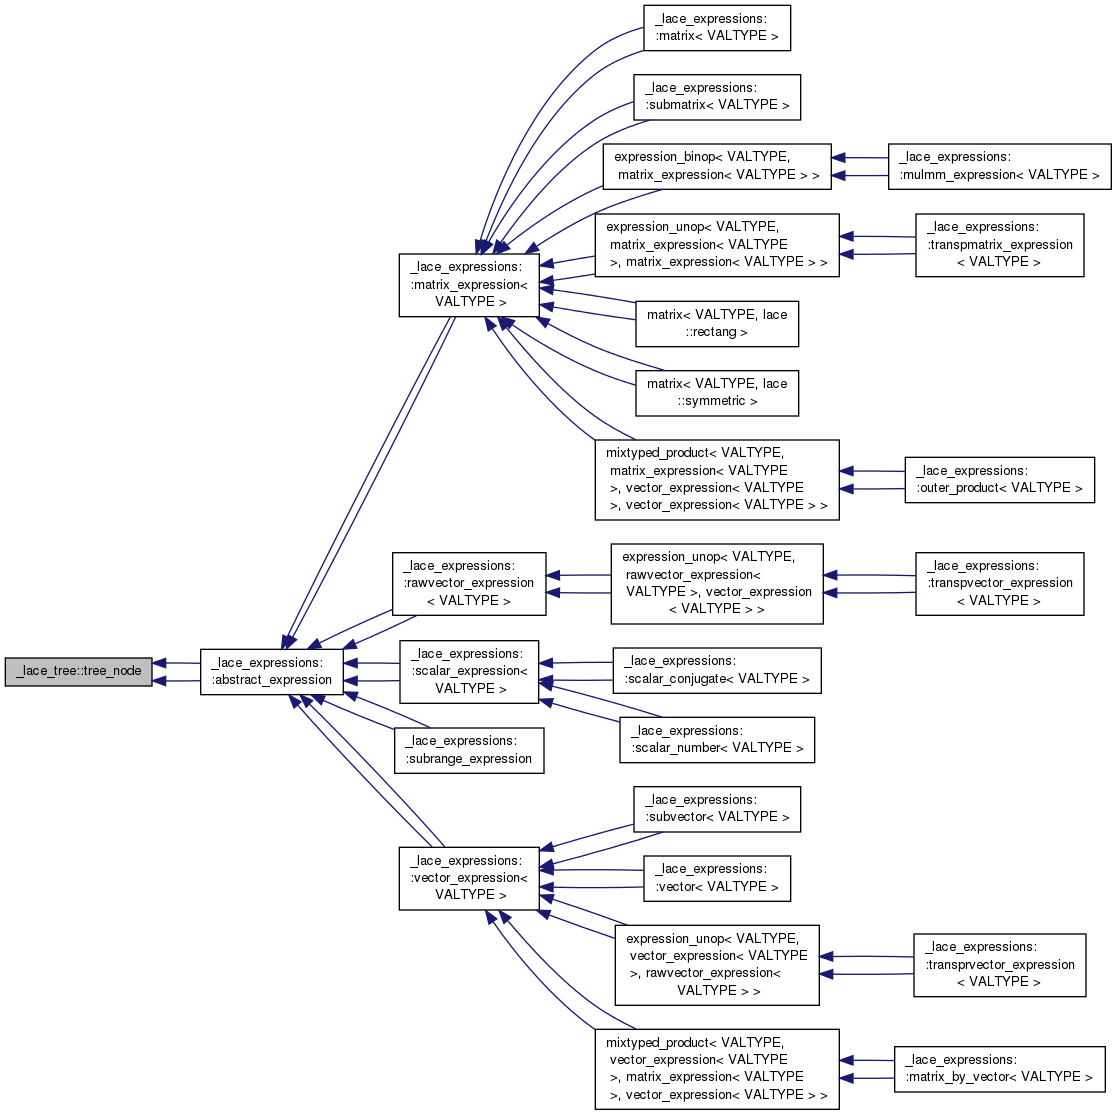 _lace_expressions:
:matrix< VALTYPE >
_lace_expressions:
:submatrix< VALTYPE >
expression_binop< VALTYPE,
matrix_expression< VALTYPE > >
_lace_expressions:
:mulmm_expression< VALTYPE >
expression_unop< VALTYPE,
matrix_expression< VALTYPE
>, matrix_expression< VALTYPE > >
_lace_expressions:
:transpmatrix_expression
< VALTYPE >
_lace_expressions:
:matrix_expression<
VALTYPE >
matrix< VALTYPE, lace
::rectang >
matrix< VALTYPE, lace
::symmetric >
mixtyped_product< VALTYPE,
matrix_expression< VALTYPE
>, vector_expression< VALTYPE
>, vector_expression< VALTYPE > >
_lace_expressions:
:outer_product< VALTYPE >
_lace_expressions:
:rawvector_expression
< VALTYPE >
expression_unop< VALTYPE,
rawvector_expression<
VALTYPE >, vector_expression
< VALTYPE > >
_lace_expressions:
:transpvector_expression
< VALTYPE >
_lace_tree::tree_node
_lace_expressions:
:abstract_expression
_lace_expressions:
:scalar_expression<
VALTYPE >
_lace_expressions:
:scalar_conjugate< VALTYPE >
_lace_expressions:
:scalar_number< VALTYPE >
_lace_expressions:
:subrange_expression
_lace_expressions:
:subvector< VALTYPE >
_lace_expressions:
:vector_expression<
VALTYPE >
_lace_expressions:
:vector< VALTYPE >
expression_unop< VALTYPE,
vector_expression< VALTYPE
>, rawvector_expression<
VALTYPE > >
_lace_expressions:
:transprvector_expression
< VALTYPE >
mixtyped_product< VALTYPE,
vector_expression< VALTYPE
>, matrix_expression< VALTYPE
>, vector_expression< VALTYPE > >
_lace_expressions:
:matrix_by_vector< VALTYPE >